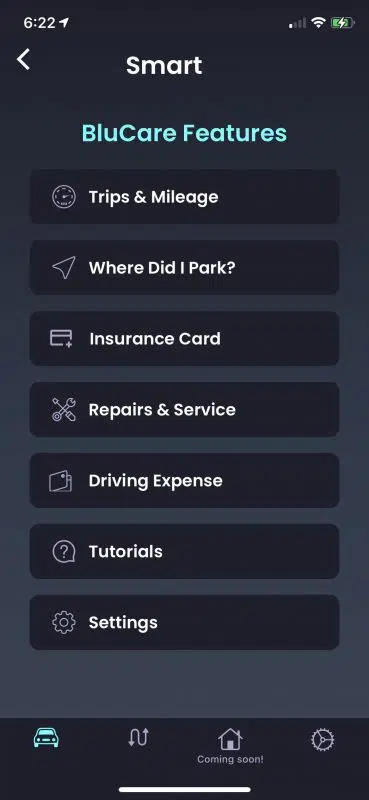 6:22
Smart
BluCare Features
Trips & Mileage
Where Did I Park?
Insurance Card
Repairs & Service
Driving Expense
Tutorials
Settings
Coming soon!